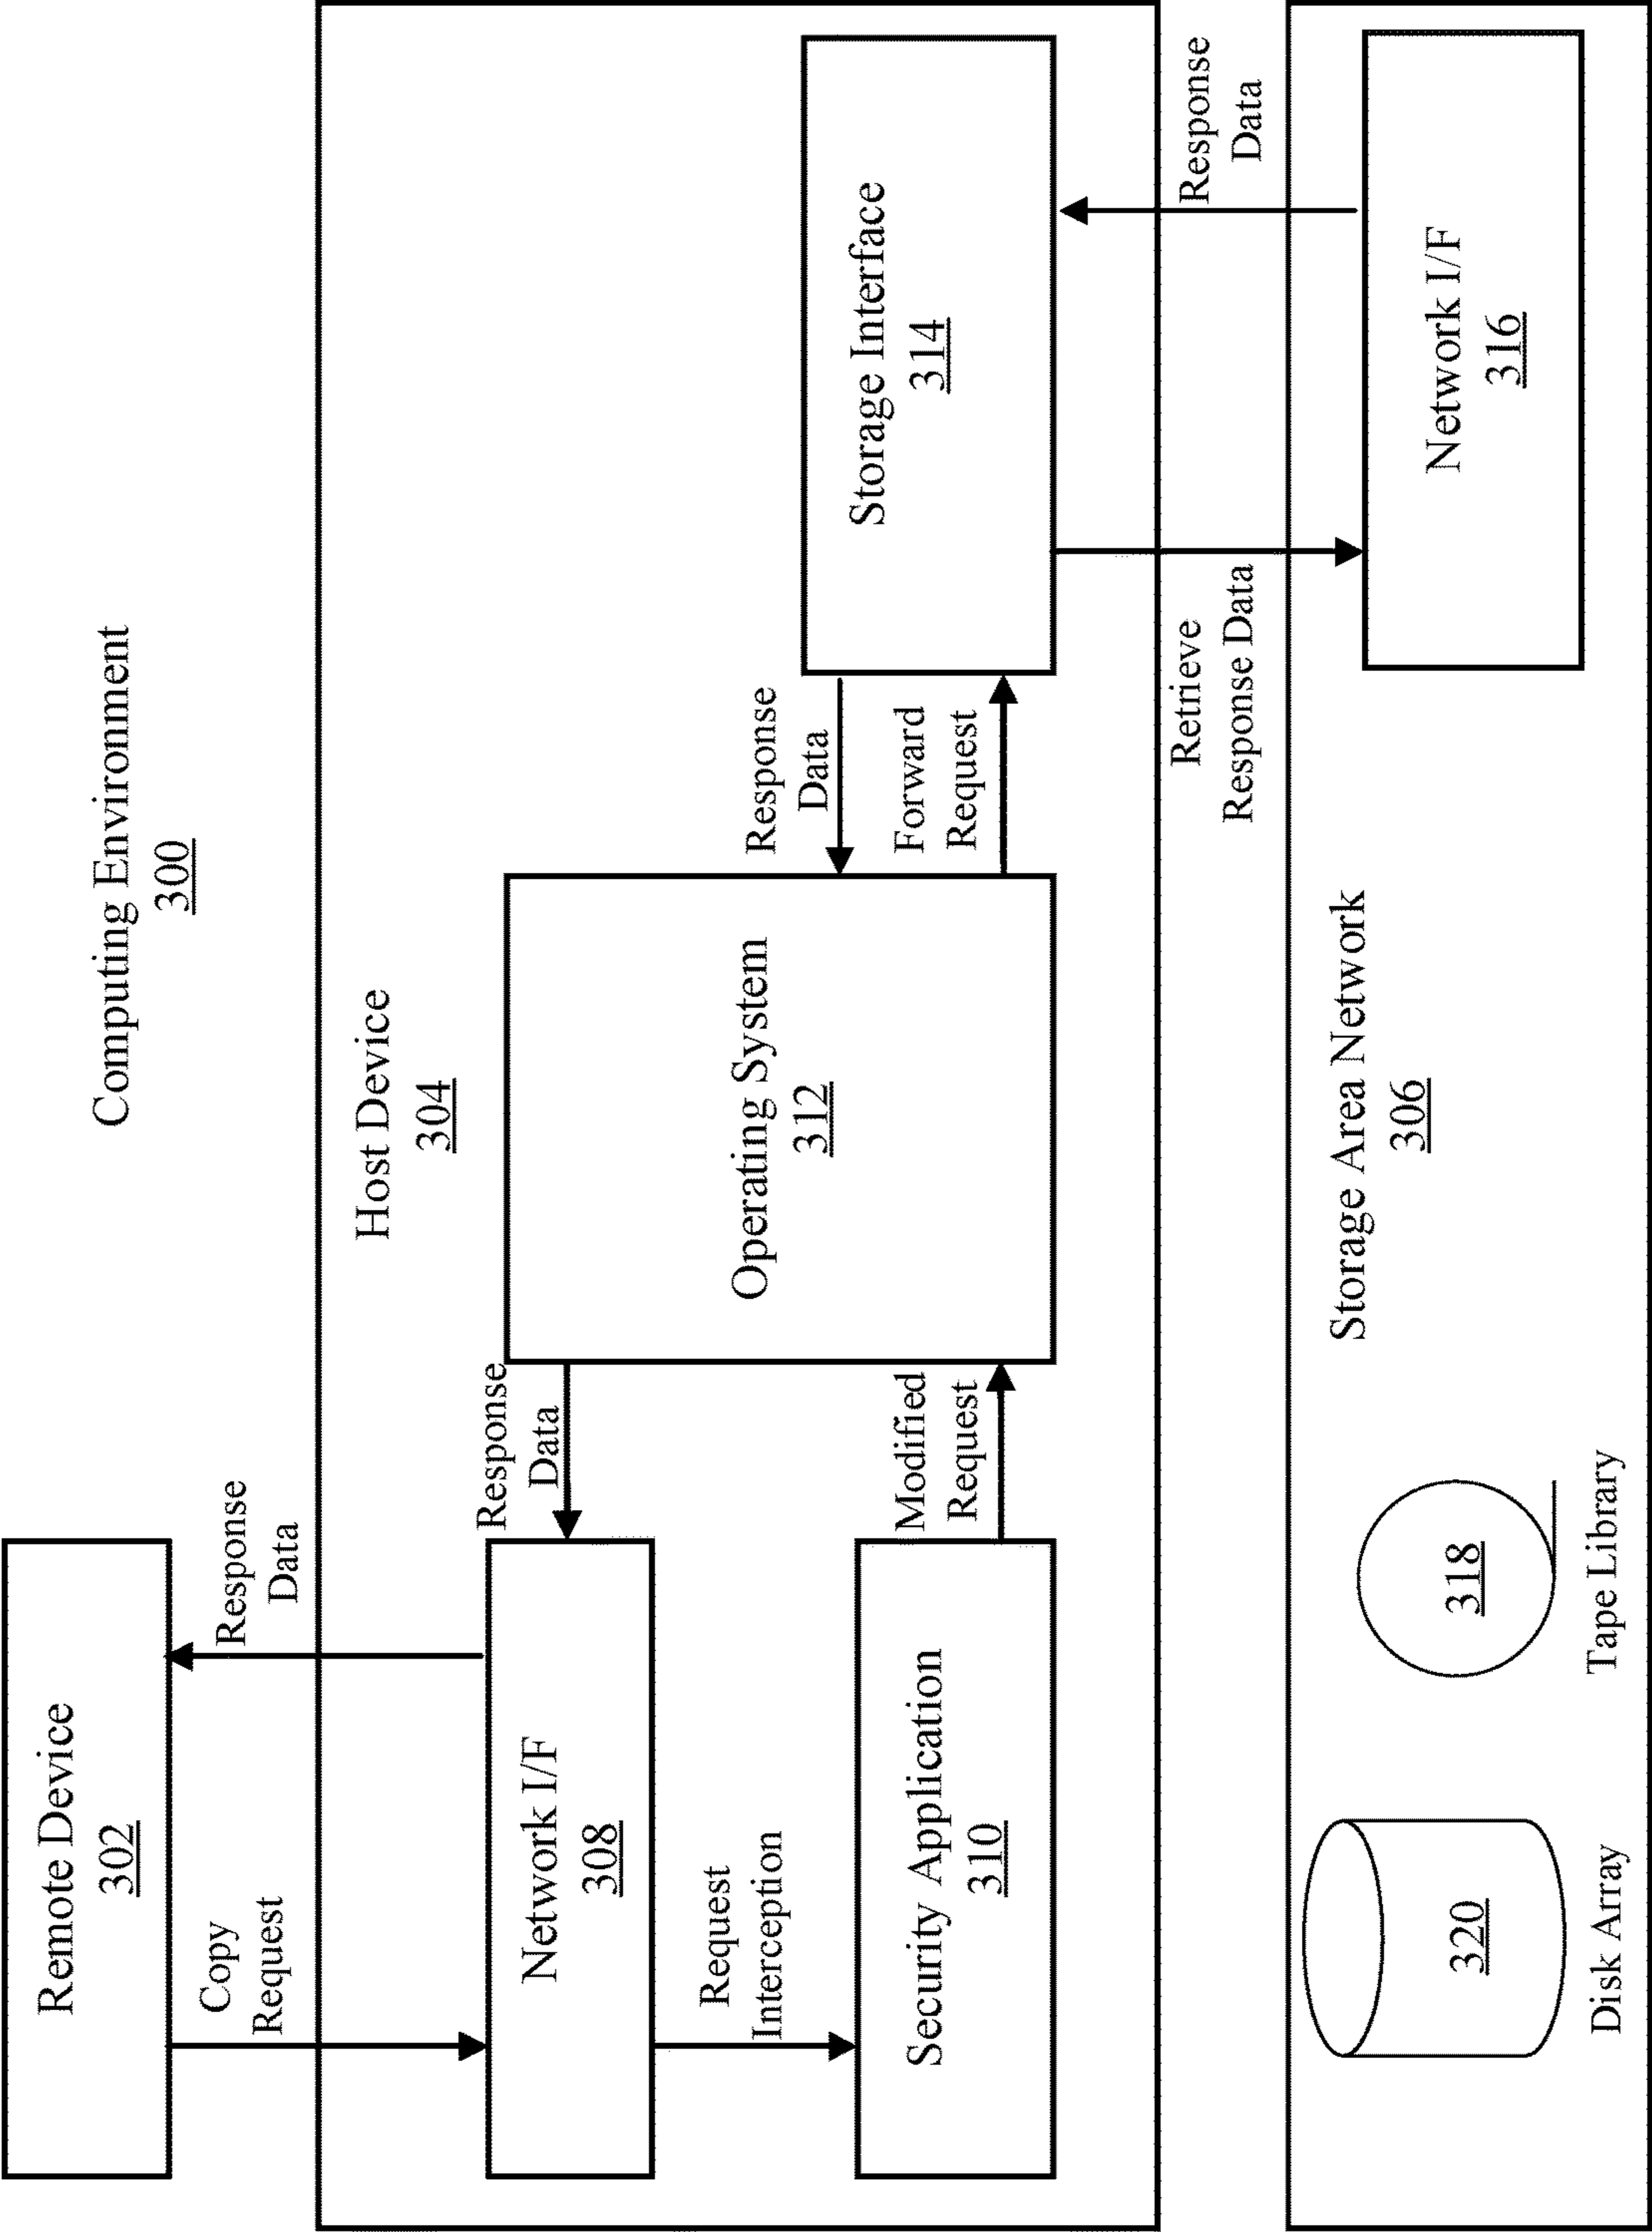 Computing Environment
300
Remote Device
302
Copy
Request
Response
Data
Host Device
304
Network I/F
308
Response
Data
Request
Interception
Operating System
312
Security Application
310
Modified
Request
Response
Data
Forward
Request
Storage Interface
314
Retrieve
Response Data
Response
Data
Storage Area Network
306
320
Disk Array
318
Tape Library
Network I/F
316